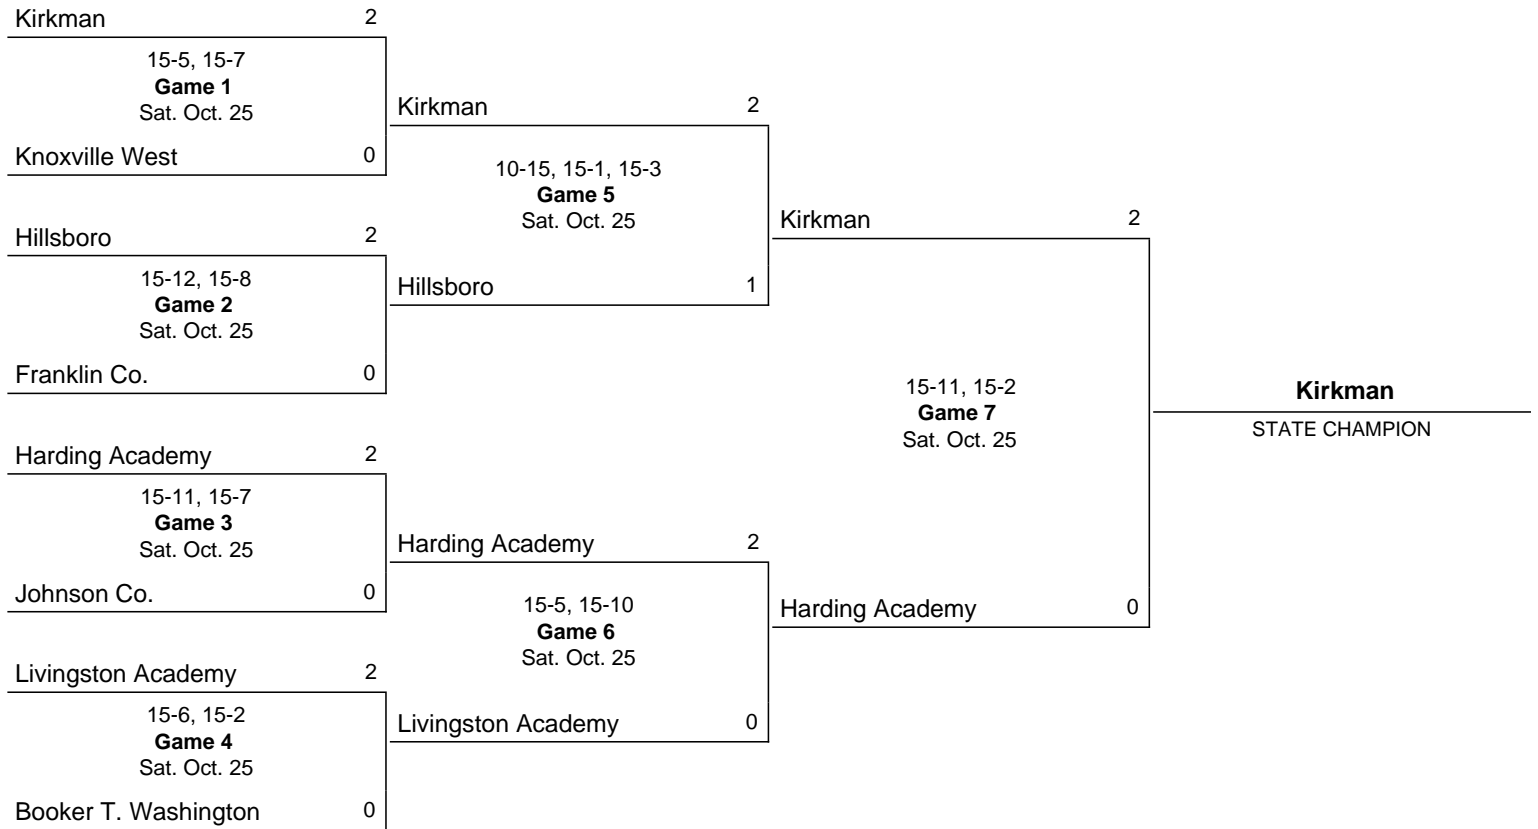 Kirkman 2
15-5, 15-7
Game 1
Sat. Oct. 25
Knoxville West 0
Hillsboro 2
15-12, 15-8
Game 2
Sat. Oct. 25
Franklin Co. 0
Harding Academy 2
15-11, 15-7
Game 3
Sat. Oct. 25
Johnson Co. 0
Livingston Academy 2
15-6, 15-2
Game 4
Sat. Oct. 25
Booker T. Washington 0
Kirkman 2
10-15, 15-1, 15-3
Game 5
Sat. Oct. 25
Hillsboro 1
Harding Academy 2
15-5, 15-10
Game 6
Sat. Oct. 25
Livingston Academy 0
Kirkman 2
15-11, 15-2
Game 7
Sat. Oct. 25
Harding Academy 0
Kirkman
STATE CHAMPION